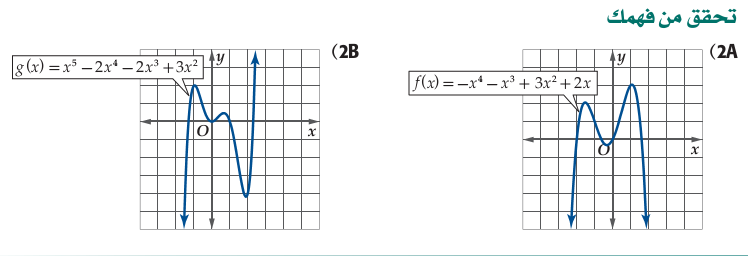 تحقق من فهمك
(2A
f(x) = −x⁴ − x³ + 3x² + 2x
y
O
x
(2B
g(x) = x⁵ − 2x⁴ − 2x³ + 3x²
y
O
x